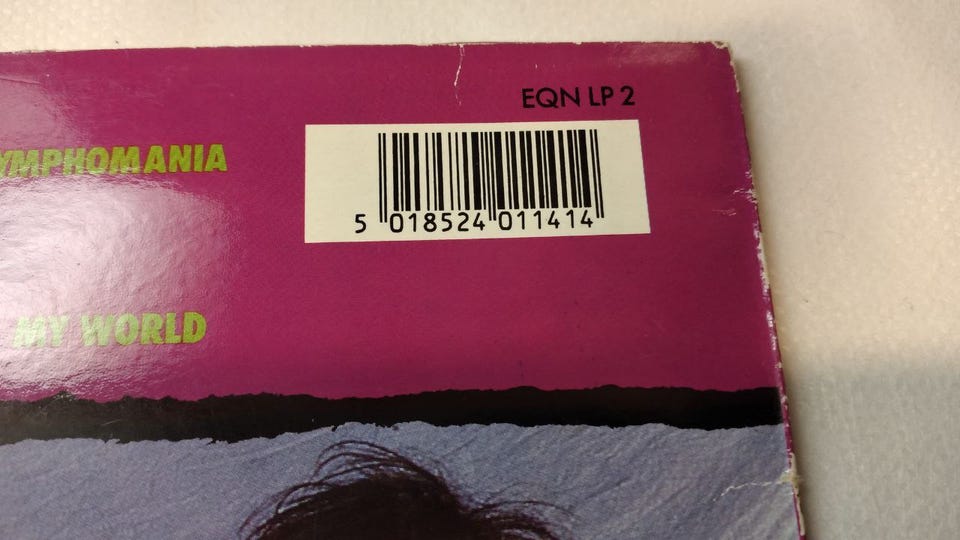 EQN LP 2
YMPHOMANIA
5 018524 011414
MY WORLD